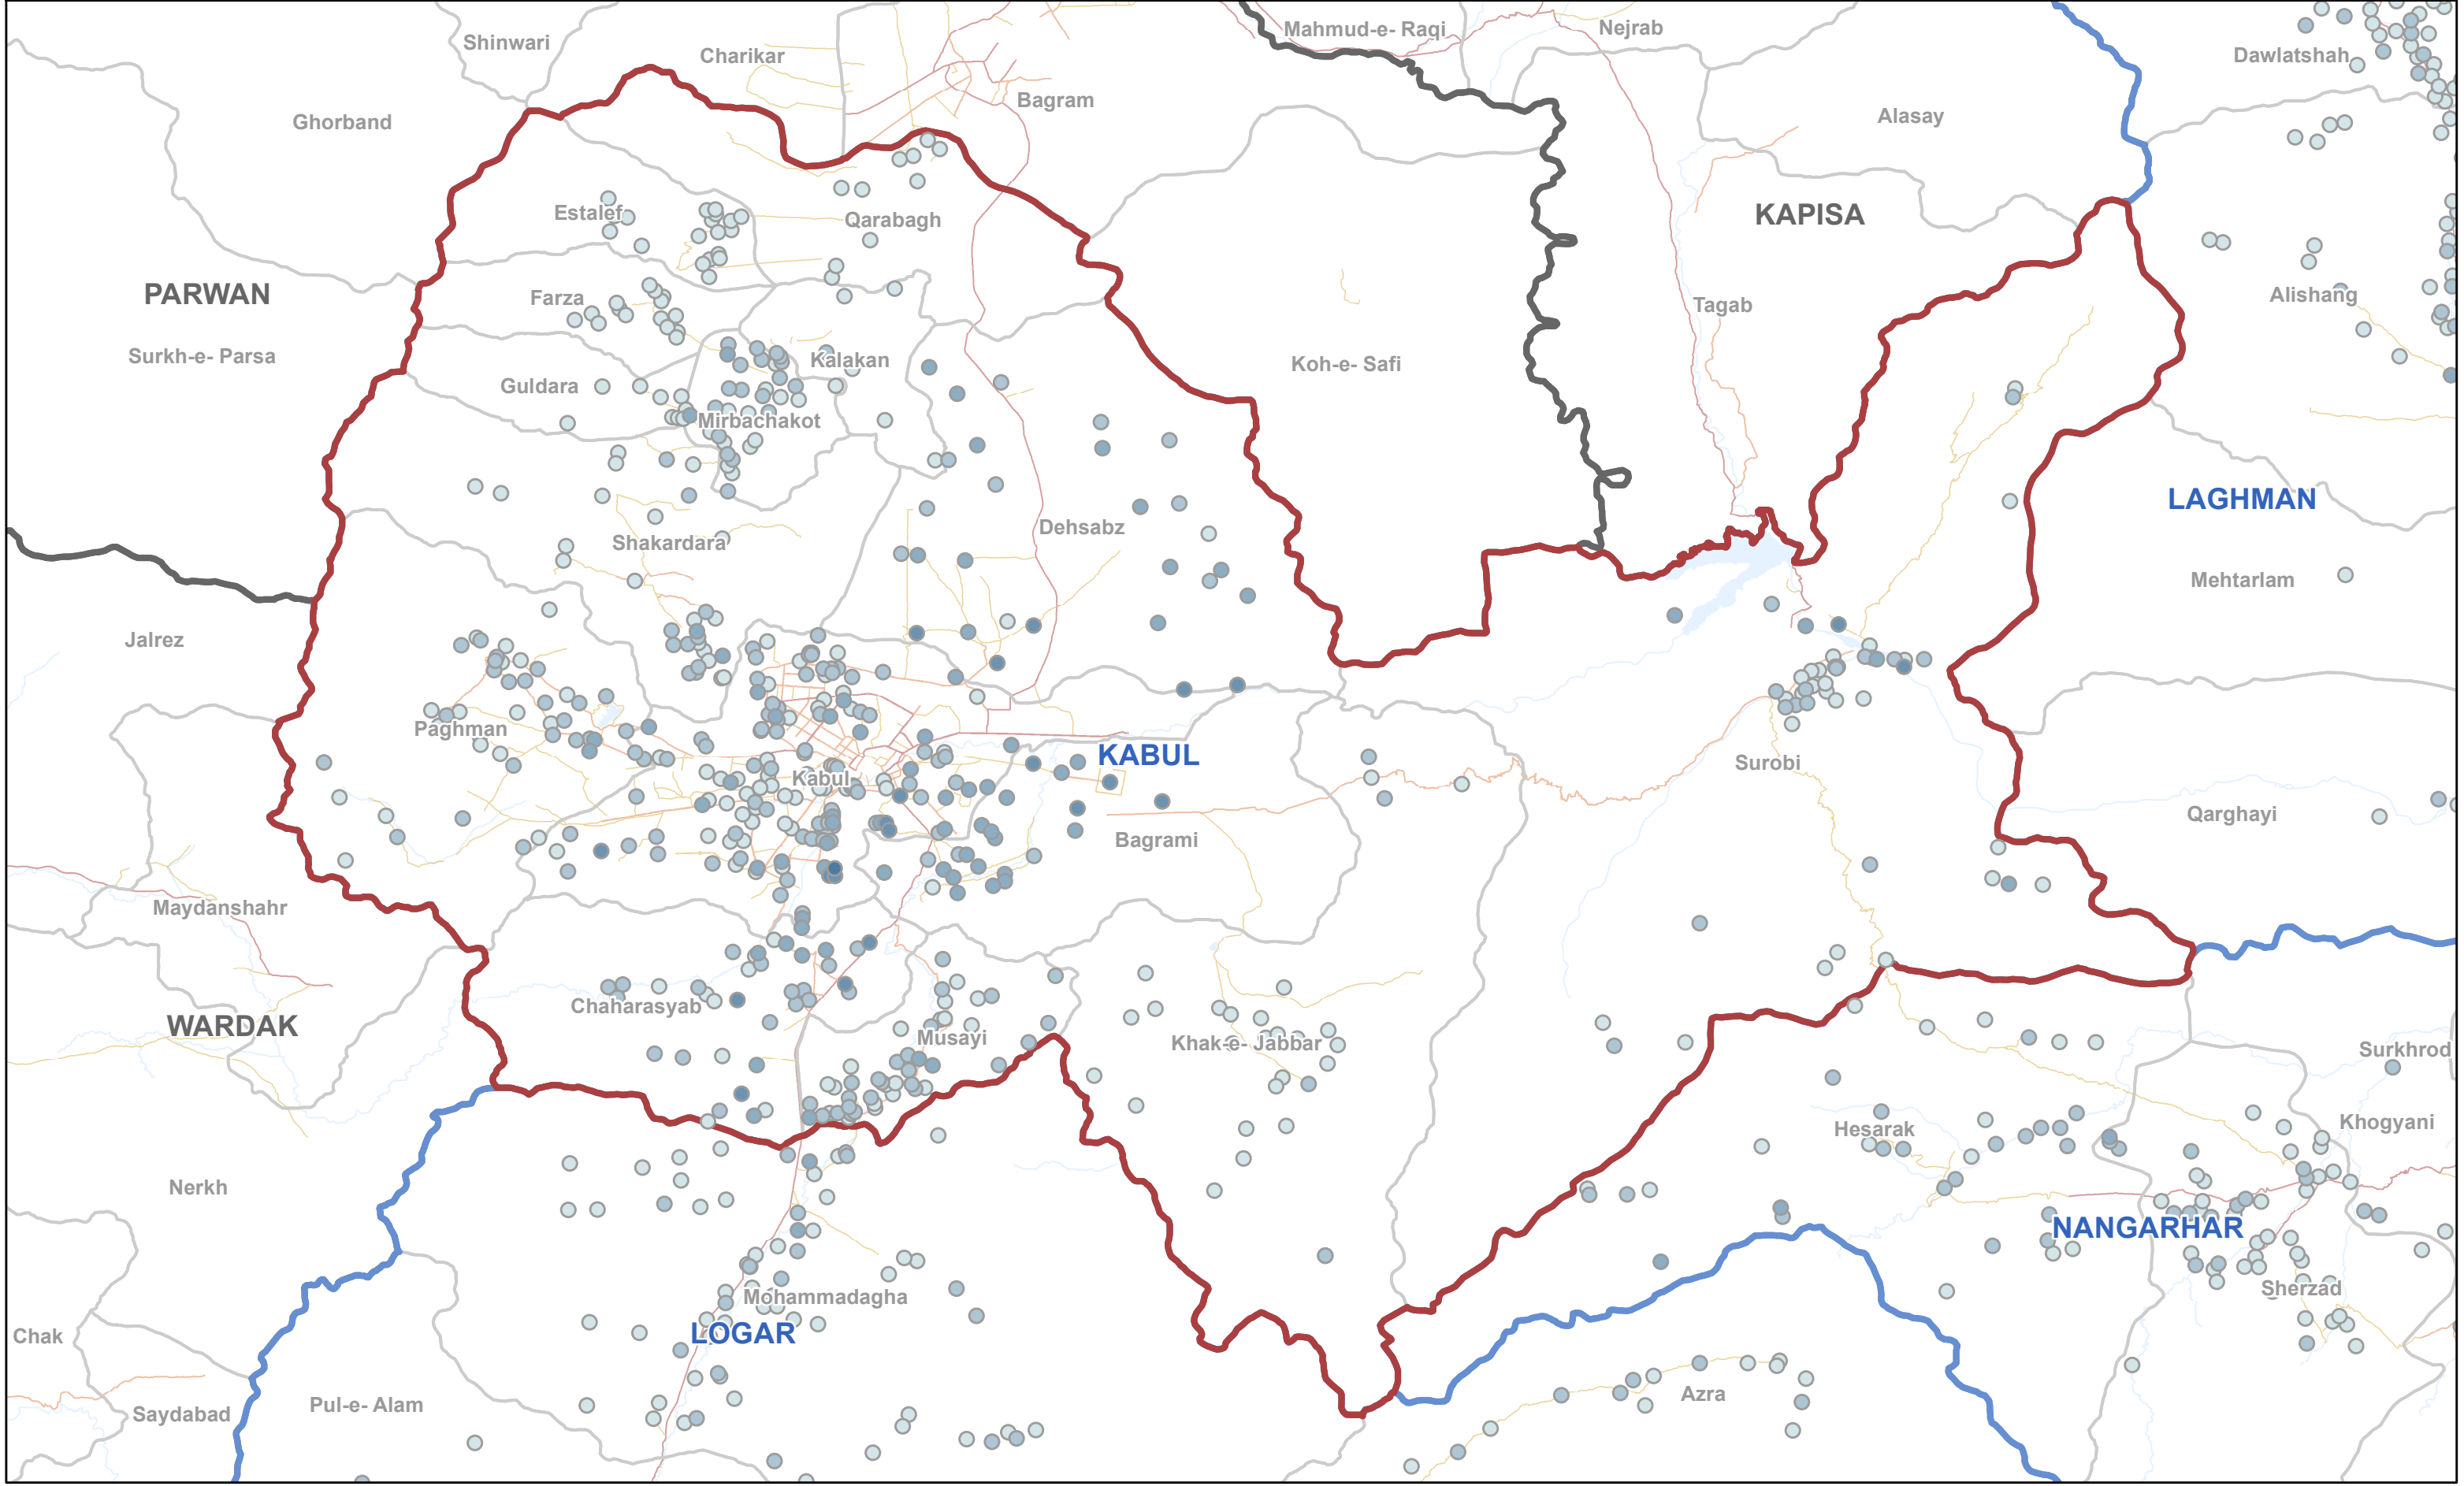 Mahmud-e- Raqi
Nejrab
Shinwari
Charikar
Dawlatshah
Bagram
Ghorband
Alasay
Estalef
Qarabagh
KAPISA
PARWAN
Farza
Tagab
Alishang
Surkh-e- Parsa
Kalakan
Koh-e- Safi
Guldara
Mirbachakot
LAGHMAN
Dehsabz
Shakardara
Mehtarlam
Jalrez
Paghman
KABUL
Surobi
Kabul
Qarghayi
Bagrami
Maydanshahr
Chaharasyab
WARDAK
Musayi
Khak-e- Jabbar
Surkhrod
Hesarak
Khogyani
Nerkh
NANGARHAR
Sherzad
Mohammadagha
LOGAR
Chak
Azra
Pul-e- Alam
Saydabad